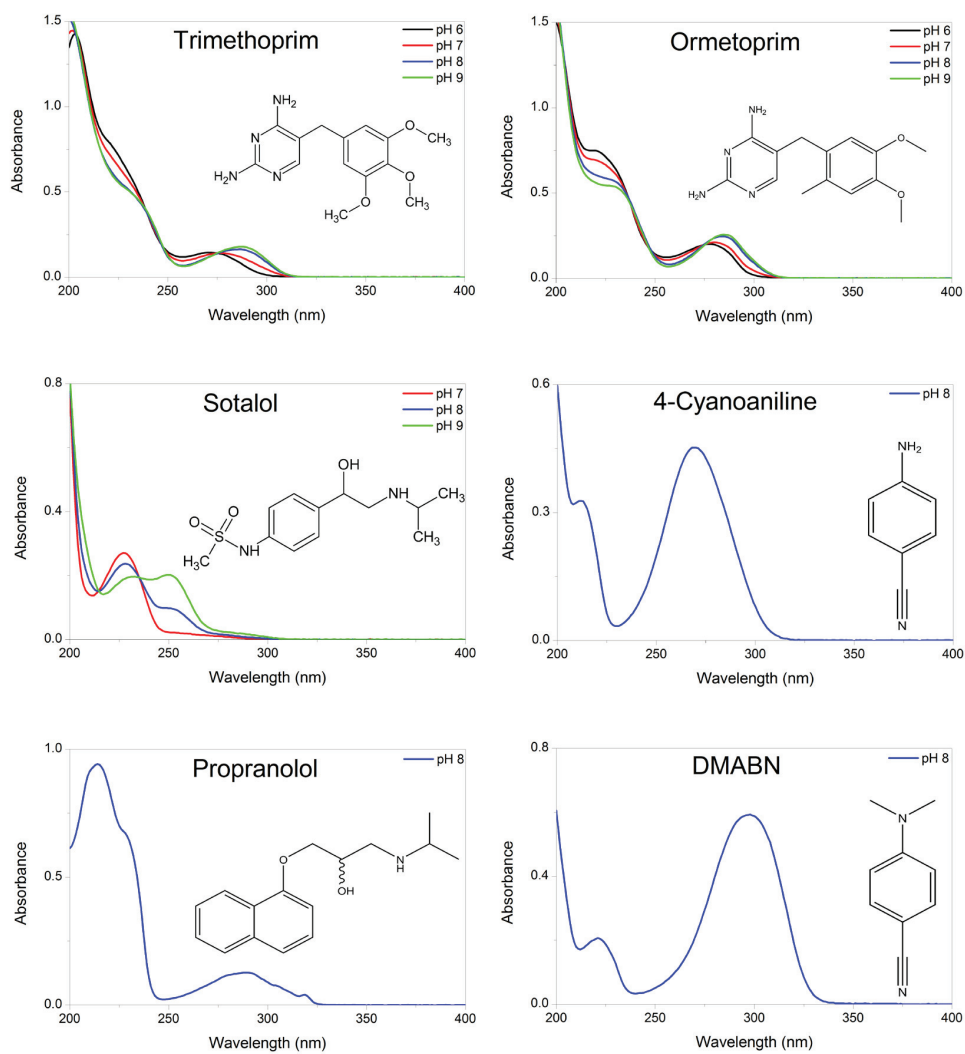 Trimethoprim
pH 6
pH 7
pH 8
pH 9
1.5
1.0
0.5
0.0
Absorbance
NH2
N
H2N
N
O
CH3
O
CH3
O
CH3
200
250
300
350
400
Wavelength (nm)
Ormetoprim
pH 6
pH 7
pH 8
pH 9
1.5
1.0
0.5
0.0
Absorbance
NH2
N
H2N
N
O
O
200
250
300
350
400
Wavelength (nm)
Sotalol
pH 7
pH 8
pH 9
0.8
0.4
0.0
Absorbance
OH
NH
CH3
CH3
O
O
S
H3C
NH
200
250
300
350
400
Wavelength (nm)
4-Cyanoaniline
pH 8
0.6
0.3
0.0
Absorbance
NH2
N
200
250
300
350
400
Wavelength (nm)
Propranolol
pH 8
1.0
0.5
0.0
Absorbance
O
OH
N
H
200
250
300
350
400
Wavelength (nm)
DMABN
pH 8
0.8
0.4
0.0
Absorbance
N
N
200
250
300
350
400
Wavelength (nm)